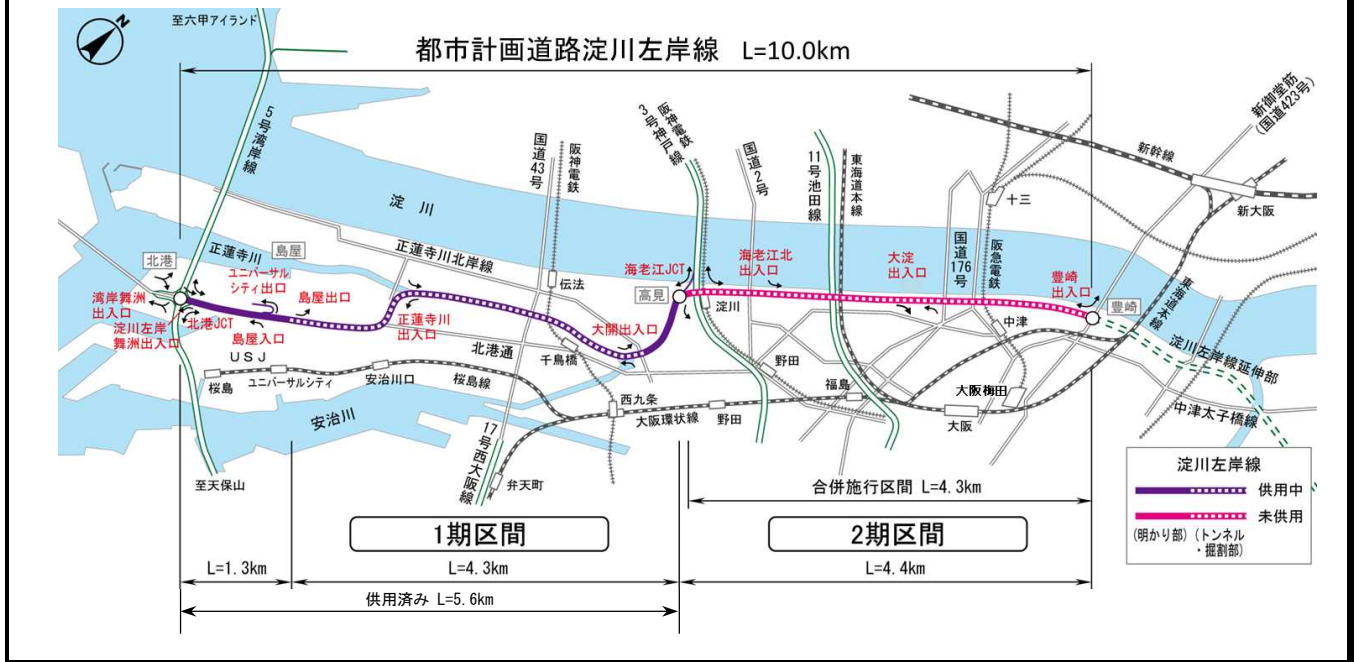 N
至六甲アイランド
都市計画道路淀川左岸線 L=10.0km
新御堂筋
(国道423号)
5号湾岸線
国道43号
阪神電鉄
3号神戸線
阪神電鉄
国道2号
11号池田線
東海道本線
新幹線
十三
新大阪
淀川
正蓮寺川
島屋
正蓮寺川北岸線
北港
ユニバーサル
シティ出口
島屋出口
伝法
海老江JCT
海老江北
出入口
大淀
出入口
国道176号
阪急電鉄
豊崎
出入口
豊崎
東海道本線
高見
淀川
湾岸舞洲
出入口
淀川左岸
舞洲出入口
北港JCT
島屋入口
正蓮寺川
出入口
大開出入口
中津
淀川左岸線延伸部
USJ
北港通
千鳥橋
野田
桜島
ユニバーサルシティ
安治川口
桜島線
西九条
大阪環状線
野田
福島
大阪
大阪梅田
中津太子橋線
安治川
17号西大阪線
弁天町
至天保山
合併施行区間 L=4.3km
淀川左岸線
供用中
未供用
(明かり部)
(トンネル
・掘割部)
1期区間
2期区間
L=1.3km
L=4.3km
L=4.4km
供用済み L=5.6km